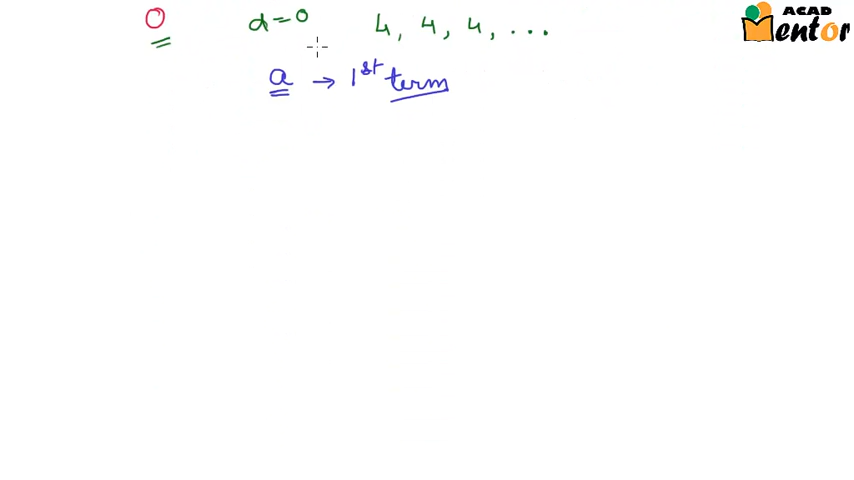 0 d = 0 4, 4, 4, ...
a → 1st term
ACAD
mentor